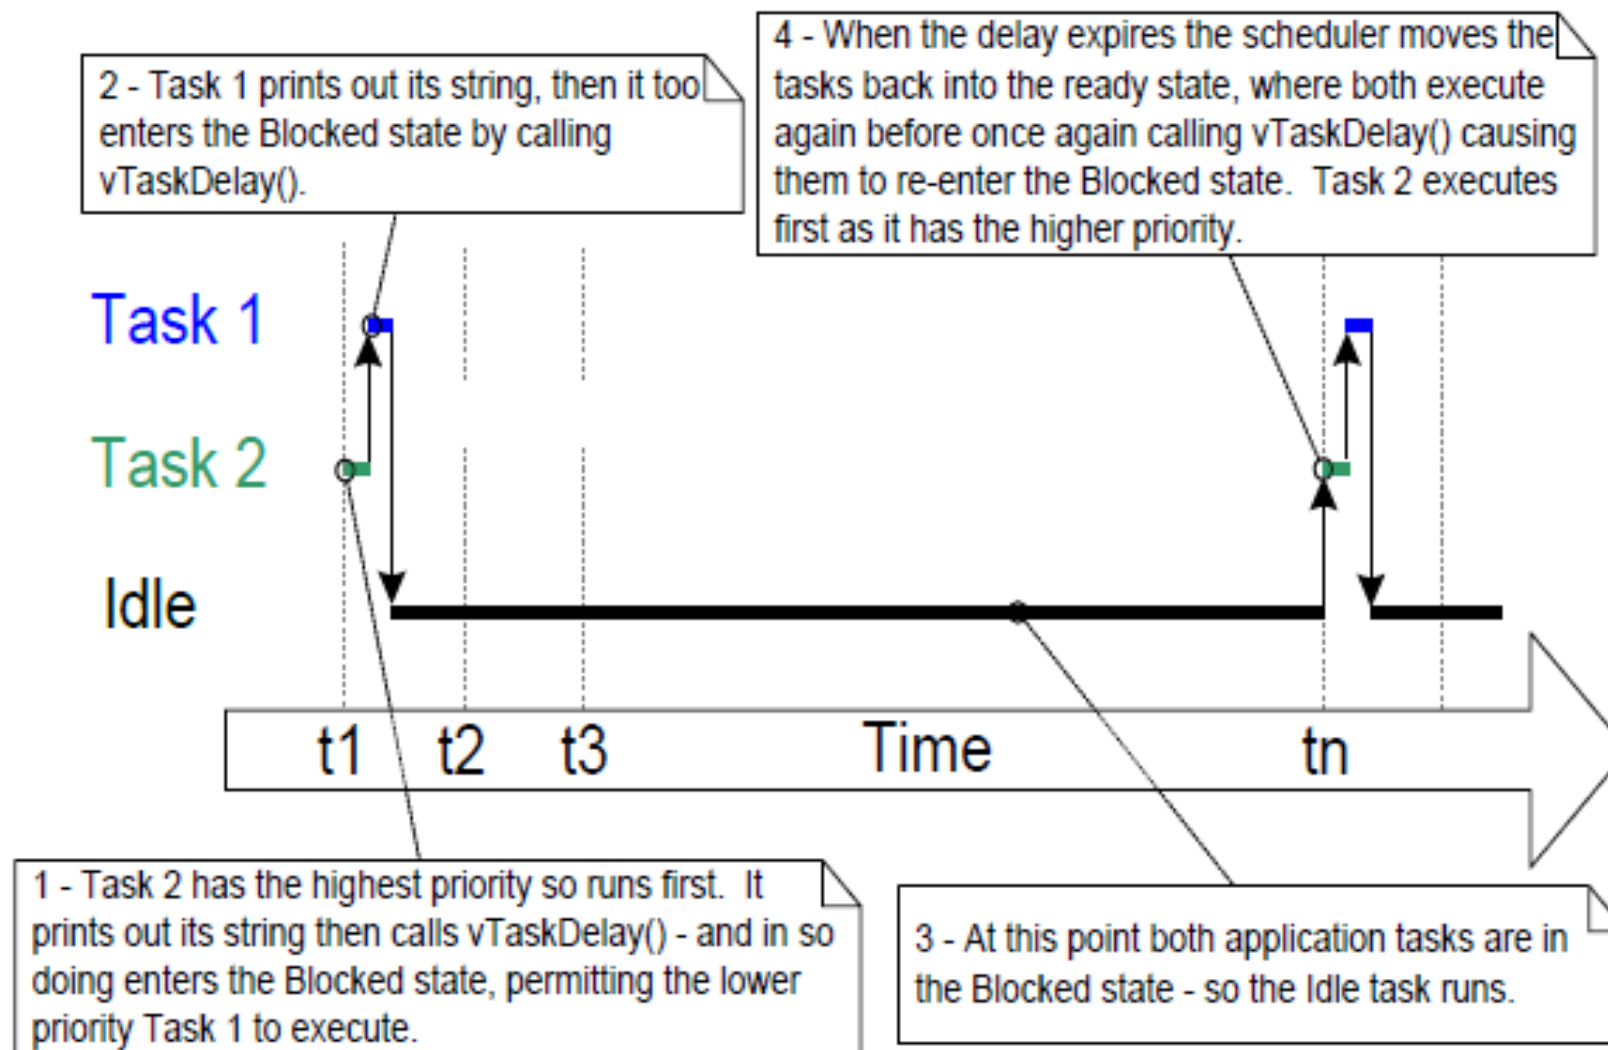 2 - Task 1 prints out its string, then it too
enters the Blocked state by calling
vTaskDelay().
4 - When the delay expires the scheduler moves the
tasks back into the ready state, where both execute
again before once again calling vTaskDelay() causing
them to re-enter the Blocked state.  Task 2 executes
first as it has the higher priority.
Task 1
Task 2
Idle
t1 t2 t3 Time tn
1 - Task 2 has the highest priority so runs first.  It
prints out its string then calls vTaskDelay() - and in so
doing enters the Blocked state, permitting the lower
priority Task 1 to execute.
3 - At this point both application tasks are in
the Blocked state - so the Idle task runs.